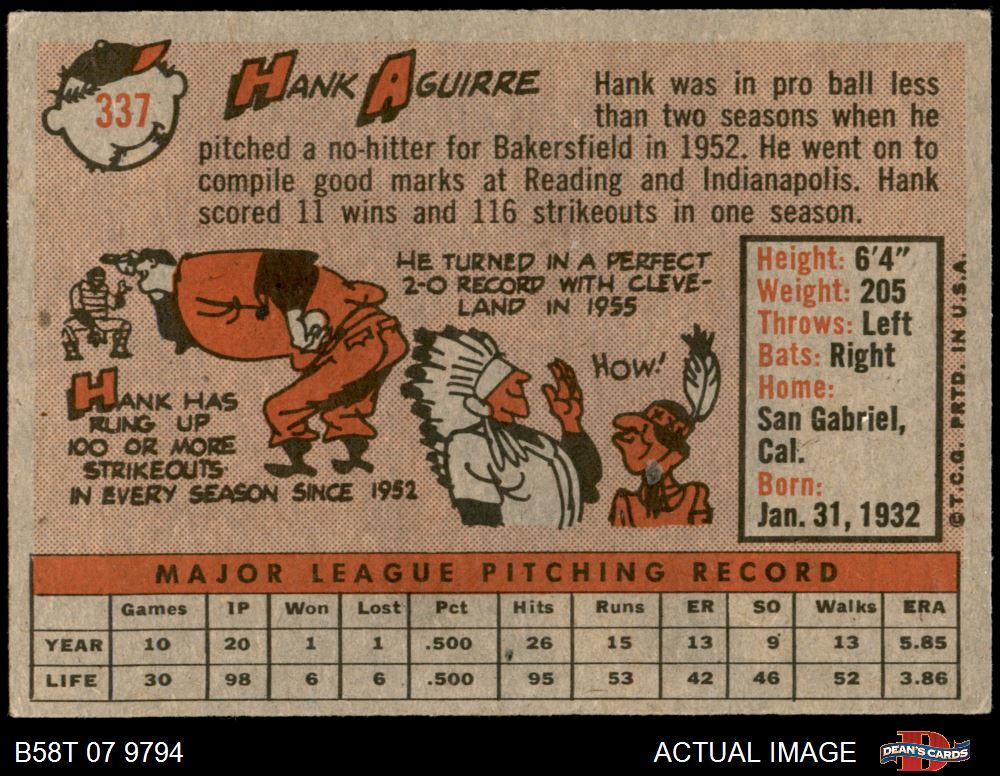 337
HANK AGUIRRE
Hank was in pro ball less
than two seasons when he
pitched a no-hitter for Bakersfield in 1952. He went on to
compile good marks at Reading and Indianapolis. Hank
scored 11 wins and 116 strikeouts in one season.
HANK HAS
RUNG UP
100 OR MORE
STRIKEOUTS
IN EVERY SEASON SINCE 1952
HE TURNED IN A PERFECT
2-0 RECORD WITH CLEVE-
LAND IN 1955
HOW!
Height: 6'4"
Weight: 205
Throws: Left
Bats: Right
Home:
San Gabriel,
Cal.
Born:
Jan. 31, 1932
© T.C.G. PRTD. IN U.S.A.
MAJOR LEAGUE PITCHING RECORD
Games IP Won Lost Pct Hits Runs ER SO Walks ERA
YEAR 10 20 1 1 .500 26 15 13 9 13 5.85
LIFE 30 98 6 6 .500 95 53 42 46 52 3.86
B58T 07 9794
ACTUAL IMAGE
DEAN'S CARDS